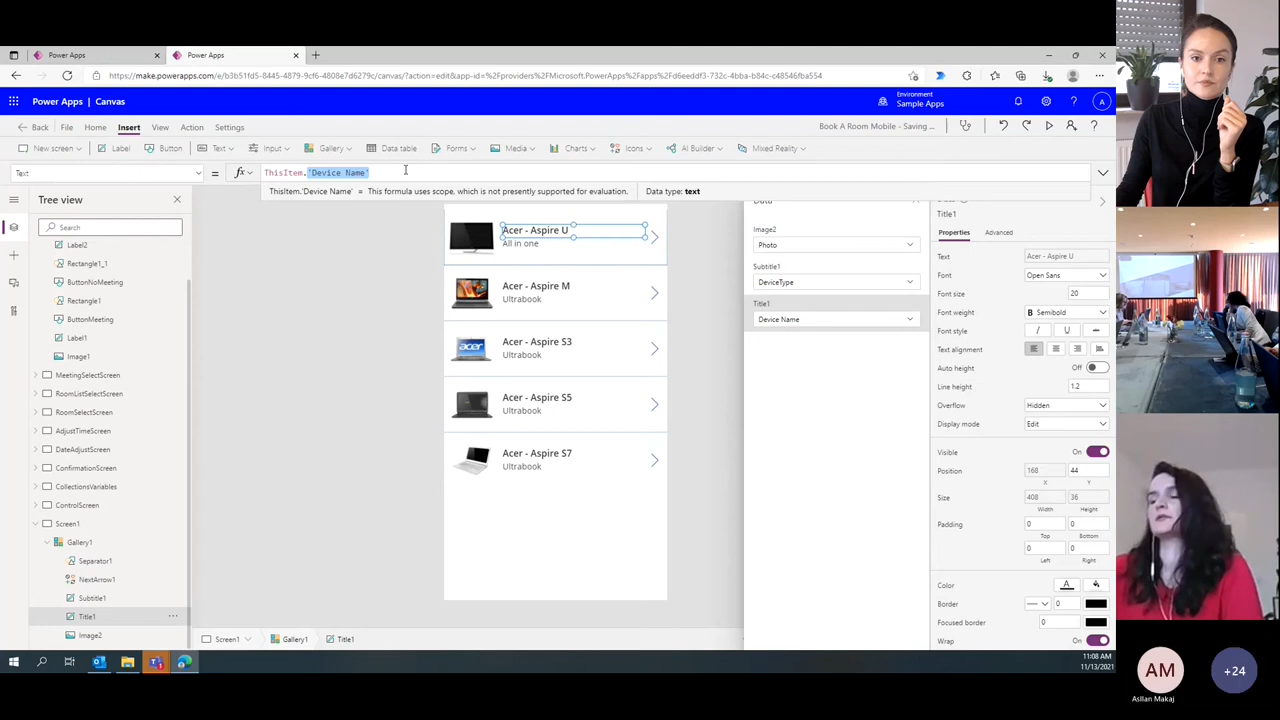 Power Apps
Power Apps
https://make.powerapps.com/e/b3b51fd5-8445-4879-9cf6-4808e7d6279c/canvas/?action=edit&app-id=%2Fproviders%2FMicrosoft.PowerApps%2Fapps%2Fd6eeddf3-732c-4bba-b84c-c48546fba554
Power Apps | Canvas
Environment
Sample Apps
A
Back
File
Home
Insert
View
Action
Settings
Book A Room Mobile - Saving ...
New screen
Label
Button
Text
Input
Gallery
Data table
Forms
Media
Charts
Icons
AI Builder
Mixed Reality
Text
=
fx
ThisItem.'Device Name'
ThisItem.'Device Name' = This formula uses scope, which is not presently supported for evaluation.
Data type: text
Tree view
Search
Label2
Rectangle1_1
ButtonNoMeeting
Rectangle1
ButtonMeeting
Label1
Image1
MeetingSelectScreen
RoomListSelectScreen
RoomSelectScreen
AdjustTimeScreen
DateAdjustScreen
ConfirmationScreen
CollectionsVariables
ControlScreen
Screen1
Gallery1
Separator1
NextArrow1
Subtitle1
Title1
Image2
Acer - Aspire U
All in one
Acer - Aspire M
Ultrabook
Acer - Aspire S3
Ultrabook
Acer - Aspire S5
Ultrabook
Acer - Aspire S7
Ultrabook
Screen1
Gallery1
Title1
Data
Image2
Photo
Subtitle1
DeviceType
Title1
Device Name
Title1
Properties
Advanced
Text
Acer - Aspire U
Font
Open Sans
Font size
20
Font weight
B Semibold
Font style
Text alignment
Auto height
Off
Line height
1.2
Overflow
Hidden
Display mode
Edit
Visible
On
Position
168
44
X
Y
Size
408
36
Width
Height
Padding
0
0
Top
Bottom
0
0
Left
Right
Color
Border
0
Focused border
0
Wrap
On
11:08 AM
11/13/2021
AM
Asllan Makaj
+24